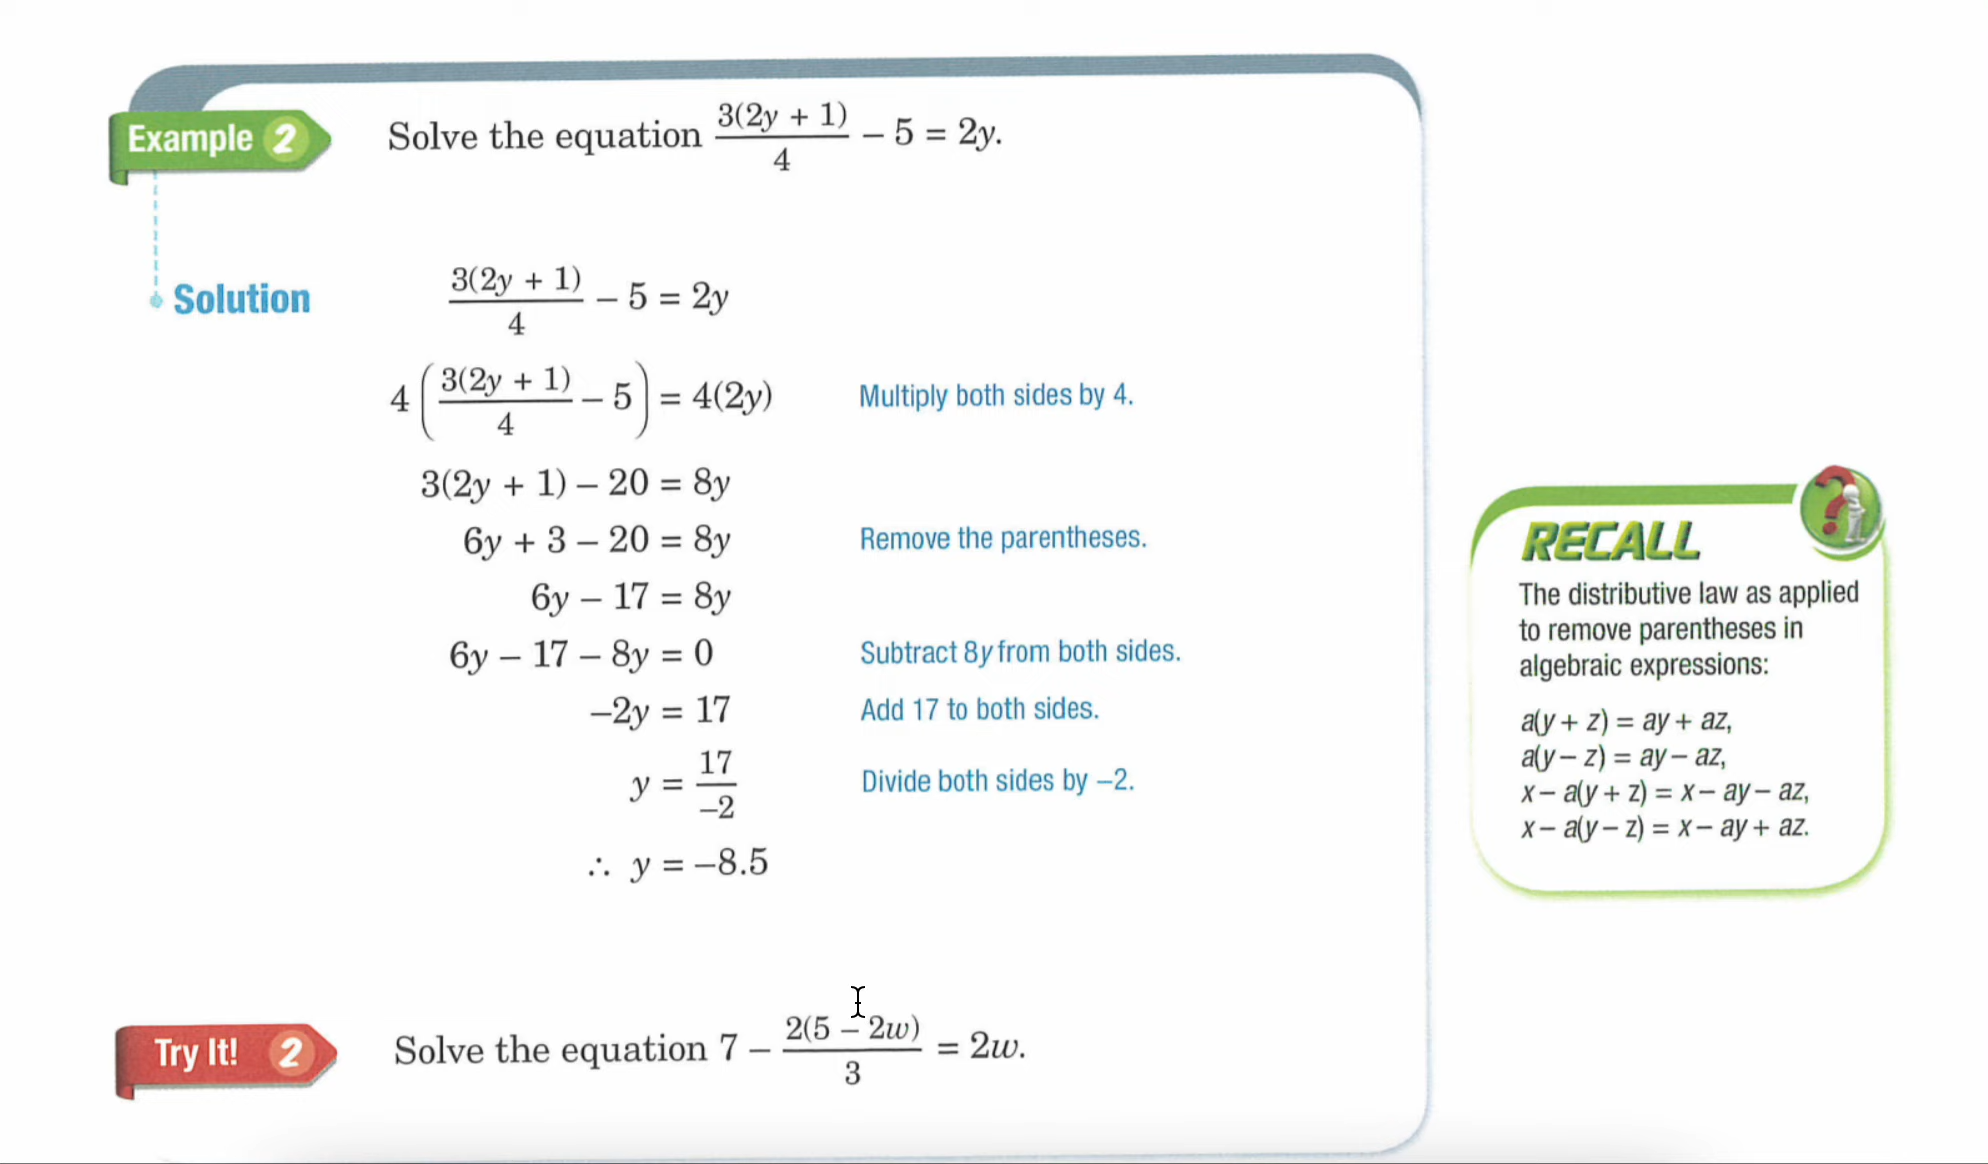 Example 2
Solve the equation 3(2y + 1)/4 – 5 = 2y.
Solution
3(2y + 1)/4 – 5 = 2y
4(3(2y + 1)/4 – 5) = 4(2y) Multiply both sides by 4.
3(2y + 1) – 20 = 8y
6y + 3 – 20 = 8y Remove the parentheses.
6y – 17 = 8y
6y – 17 – 8y = 0 Subtract 8y from both sides.
–2y = 17 Add 17 to both sides.
y = 17/–2 Divide both sides by –2.
∴ y = –8.5
Try It! 2
Solve the equation 7 – 2(5 – 2w)/3 = 2w.
RECALL
The distributive law as applied
to remove parentheses in
algebraic expressions:
a(y + z) = ay + az,
a(y – z) = ay – az,
x – a(y + z) = x – ay – az,
x – a(y – z) = x – ay + az.